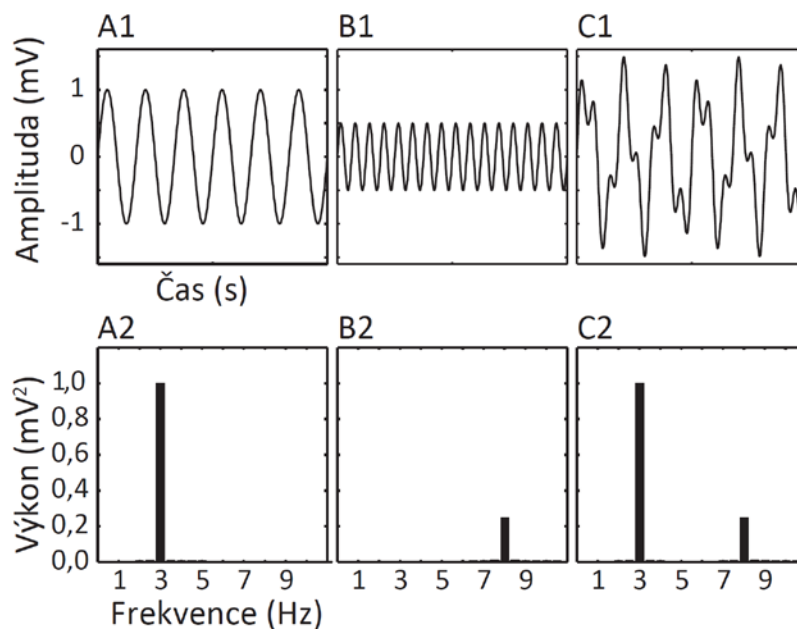 A1 B1 C1
Amplituda (mV)
1
0
-1
Čas (s)
A2 B2 C2
Výkon (mV²)
1,0
0,8
0,6
0,4
0,2
0,0
1 3 5 7 9 1 3 5 7 9 1 3 5 7 9
Frekvence (Hz)